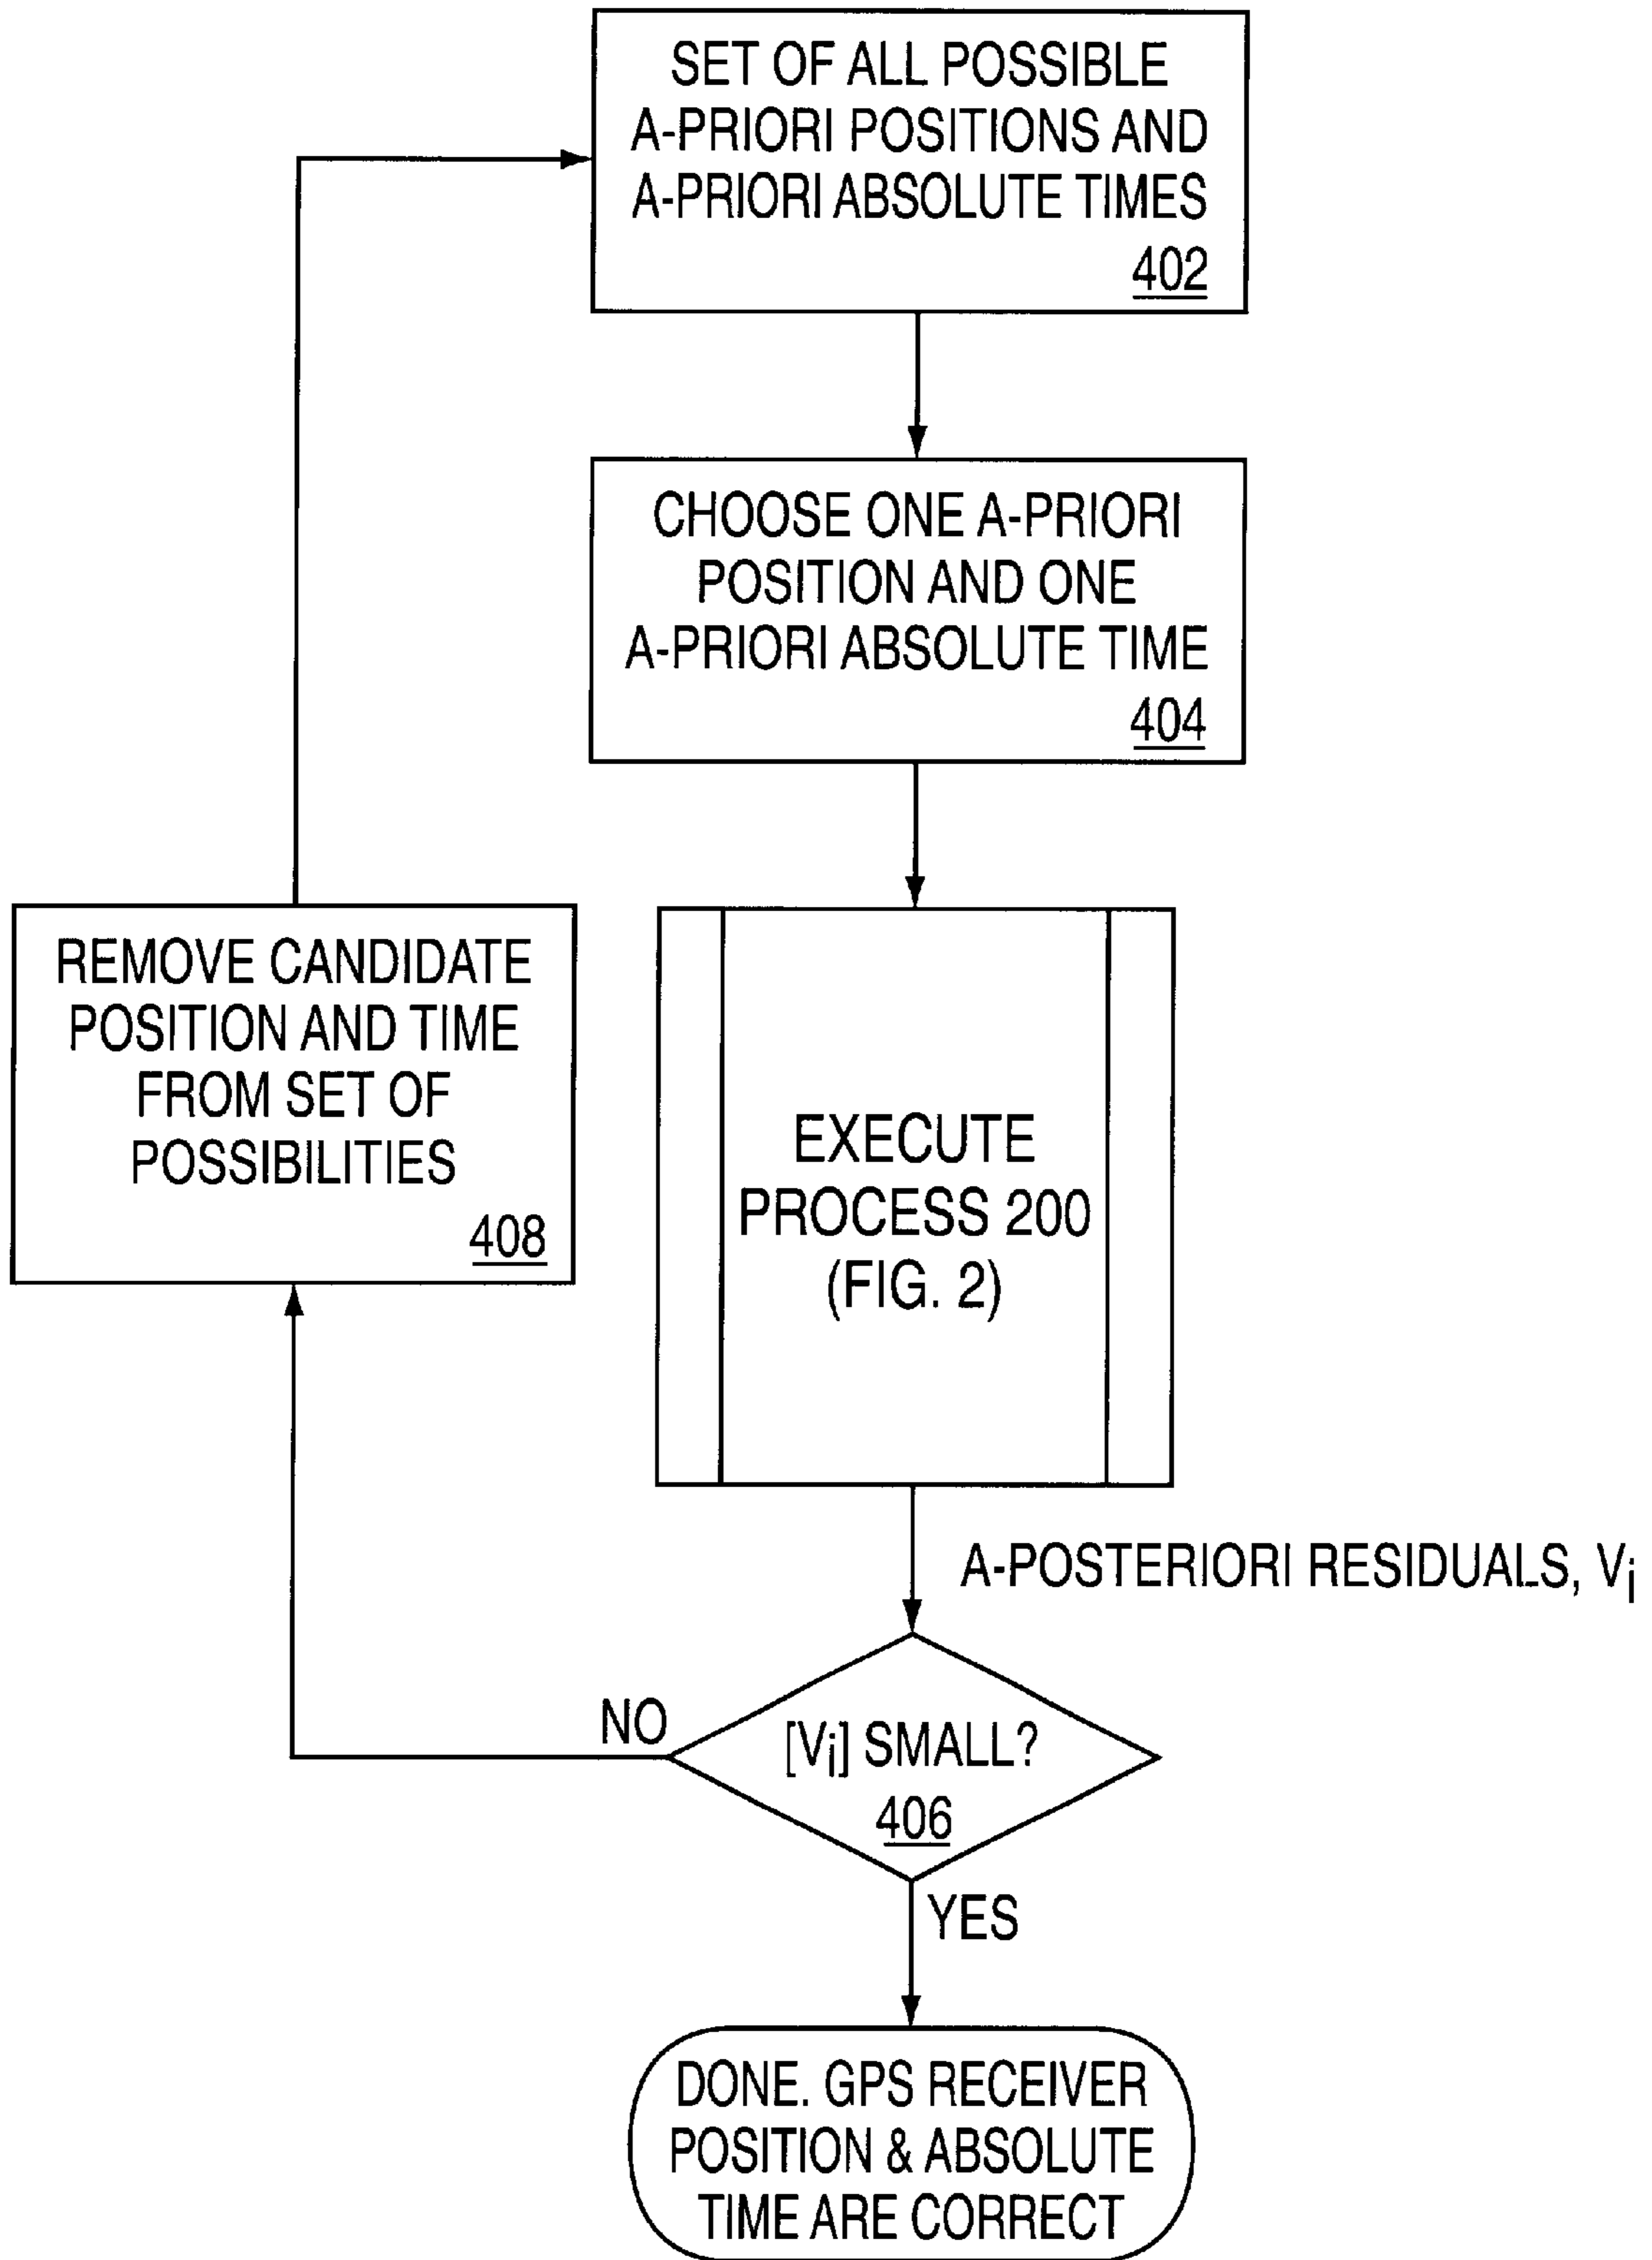 SET OF ALL POSSIBLE
A-PRIORI POSITIONS AND
A-PRIORI ABSOLUTE TIMES
402
CHOOSE ONE A-PRIORI
POSITION AND ONE
A-PRIORI ABSOLUTE TIME
404
REMOVE CANDIDATE
POSITION AND TIME
FROM SET OF
POSSIBILITIES
408
EXECUTE
PROCESS 200
(FIG. 2)
A-POSTERIORI RESIDUALS, Vi
NO
[Vi] SMALL?
406
YES
DONE. GPS RECEIVER
POSITION & ABSOLUTE
TIME ARE CORRECT